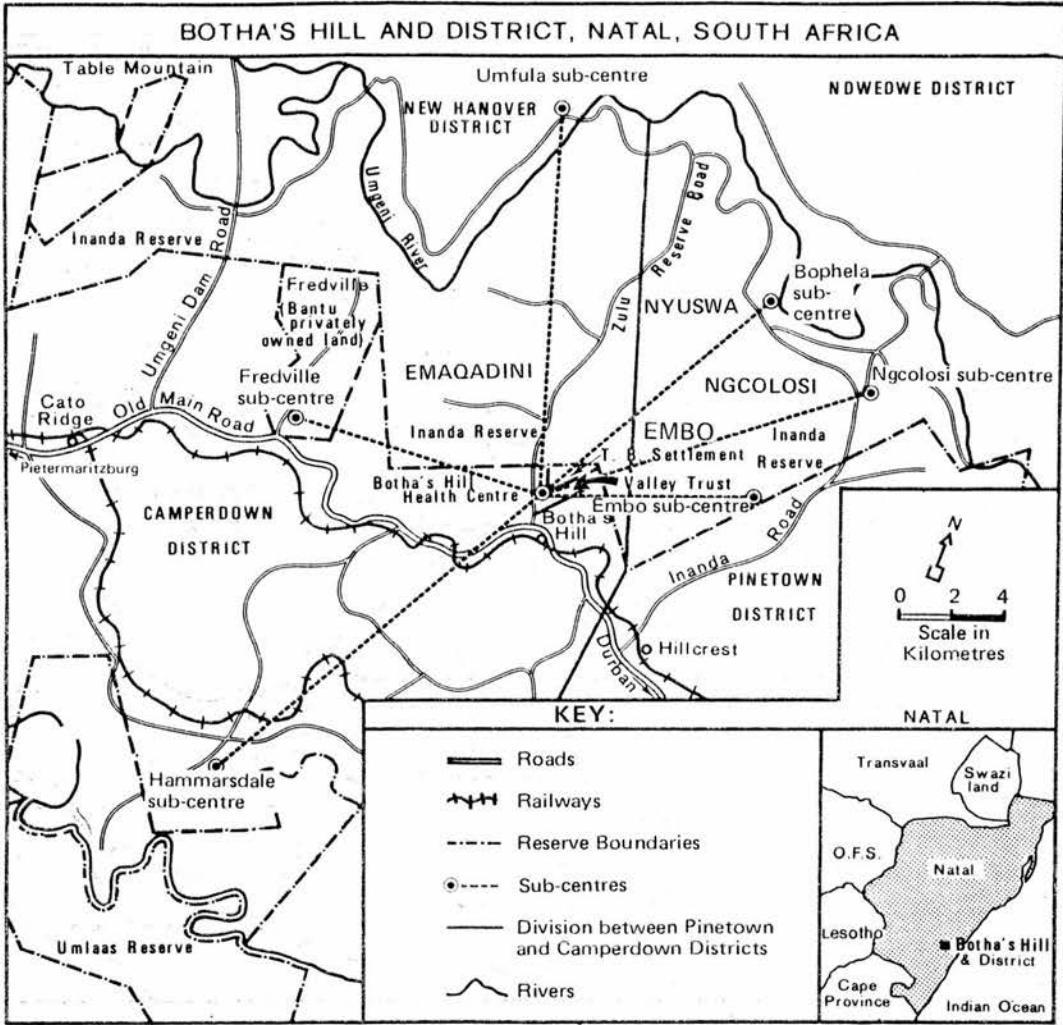 BOTHA'S HILL AND DISTRICT, NATAL, SOUTH AFRICA
Table Mountain
Umfula sub-centre
NEW HANOVER
DISTRICT
NDWEDWE DISTRICT
Umgeni River
Inanda Reserve
Umgeni Dam Road
Zulu Reserve Road
Fredville
(Bantu
privately
owned land)
Bophela
sub-
centre
NYUSWA
EMAQADINI
NGCOLOSI
Ngcolosi sub-centre
Fredville
sub-centre
Cato
Ridge
Old Main Road
Pietermaritzburg
Inanda Reserve
EMBO
Inanda
Reserve
T. B. Settlement
Botha's Hill
Health Centre
Valley Trust
Embo sub-centre
Botha's
Hill
CAMPERDOWN
DISTRICT
Inanda Road
PINETOWN
DISTRICT
Hillcrest
Durban
N
0 2 4
Scale in
Kilometres
Hammarsdale
sub-centre
Umlaas Reserve
KEY:
Roads
Railways
Reserve Boundaries
Sub-centres
Division between Pinetown
and Camperdown Districts
Rivers
NATAL
Transvaal
Swazi
land
O.F.S.
Natal
Lesotho
Botha's Hill
& District
Cape
Province
Indian Ocean